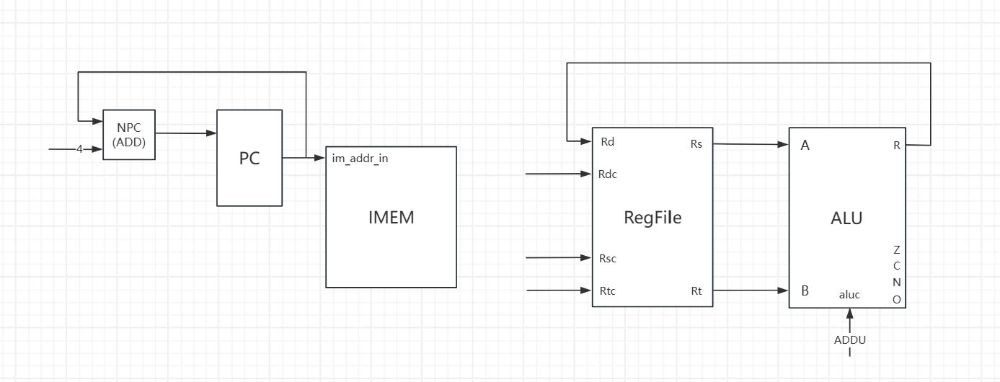 NPC
(ADD)
4
PC
im_addr_in
IMEM
Rd
Rdc
RegFile
Rsc
Rtc
Rs
Rt
A
B
ALU
R
Z
C
N
O
aluc
ADDU